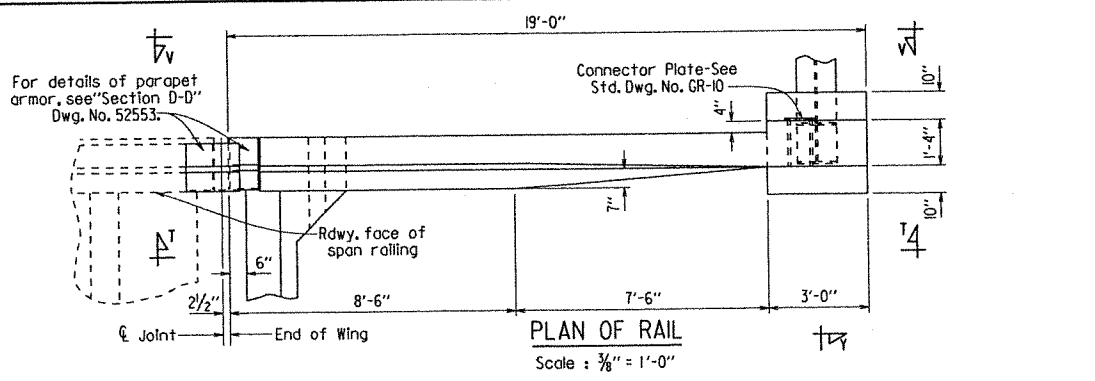 19'-0"
V
V
For details of parapet
armor, see "Section D-D"
Dwg. No. 52553.
Connector Plate-See
Std. Dwg. No. GR-10
4"
10"
1'-4"
10"
7"
T
T
Rdwy. face of
span railing
6"
2 1/2"
8'-6"
7'-6"
3'-0"
℄ Joint
End of Wing
PLAN OF RAIL
Scale : 3/8" = 1'-0"
Y